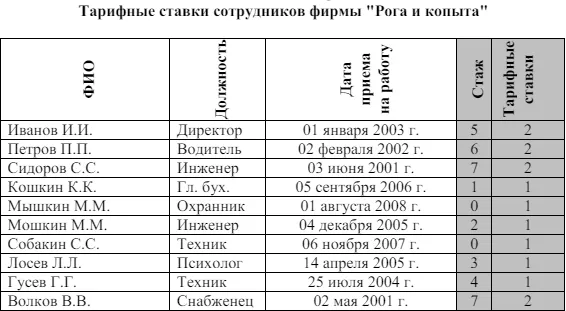 Тарифные ставки сотрудников фирмы "Рога и копыта"
ФИО Должность Дата приема на работу Стаж Тарифные ставки
Иванов И.И. Директор 01 января 2003 г. 5 2
Петров П.П. Водитель 02 февраля 2002 г. 6 2
Сидоров С.С. Инженер 03 июня 2001 г. 7 2
Кошкин К.К. Гл. бух. 05 сентября 2006 г. 1 1
Мышкин М.М. Охранник 01 августа 2008 г. 0 1
Мошкин М.М. Инженер 04 декабря 2005 г. 2 1
Собакин С.С. Техник 06 ноября 2007 г. 0 1
Лосев Л.Л. Психолог 14 апреля 2005 г. 3 1
Гусев Г.Г. Техник 25 июля 2004 г. 4 1
Волков В.В. Снабженец 02 мая 2001 г. 7 2